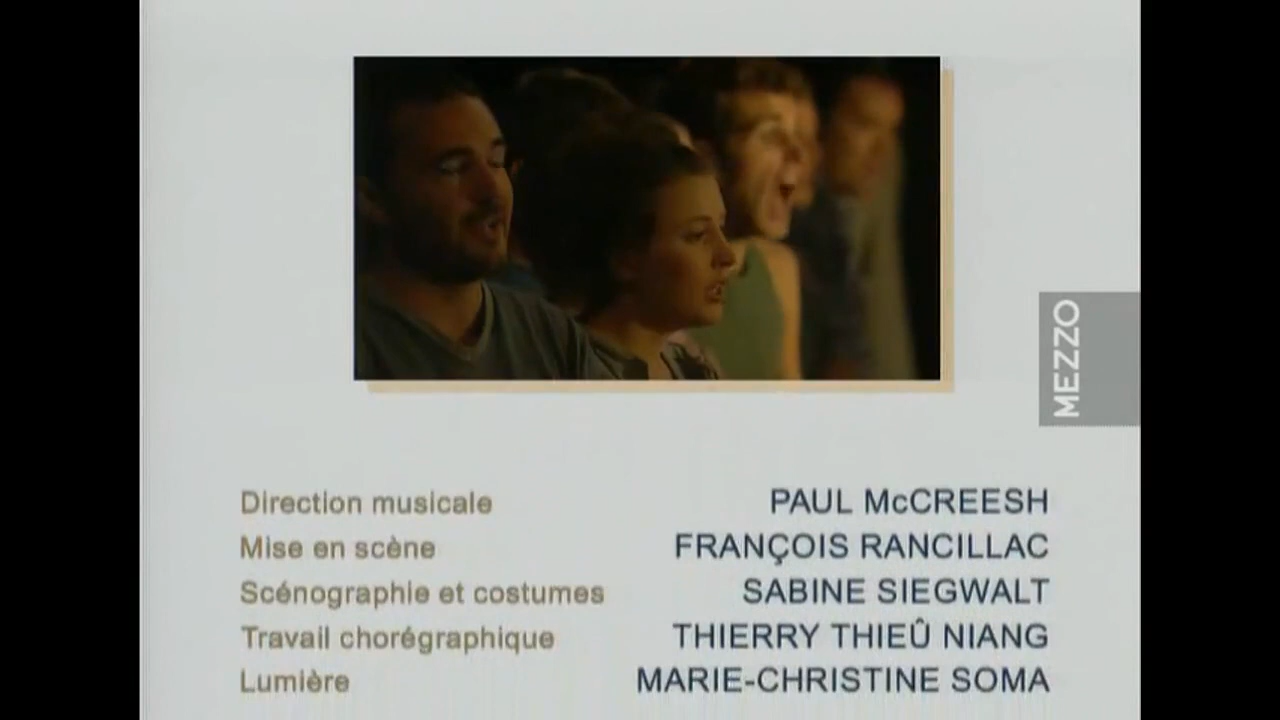 MEZZO
Direction musicale PAUL McCREESH
Mise en scène FRANÇOIS RANCILLAC
Scénographie et costumes SABINE SIEGWALT
Travail chorégraphique THIERRY THIEÛ NIANG
Lumière MARIE-CHRISTINE SOMA